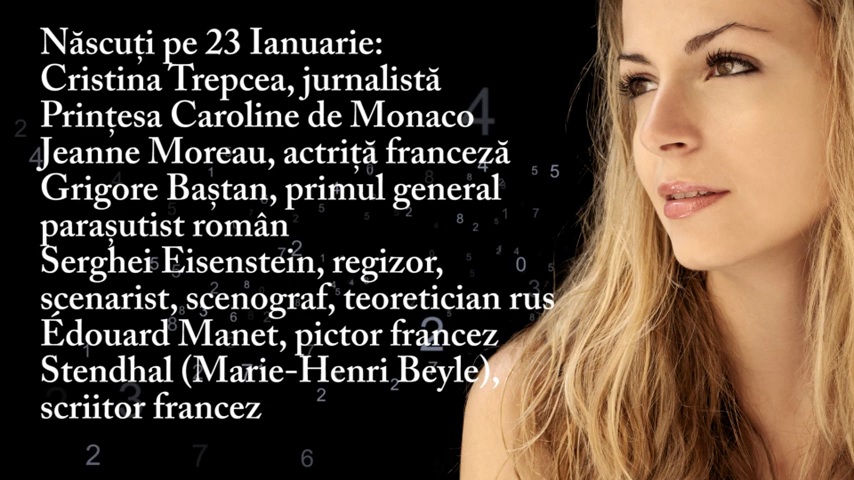 Născuți pe 23 Ianuarie:
Cristina Trepcea, jurnalistă
Prințesa Caroline de Monaco
Jeanne Moreau, actriță franceză
Grigore Baștan, primul general
parașutist român
Serghei Eisenstein, regizor,
scenarist, scenograf, teoretician rus
Édouard Manet, pictor francez
Stendhal (Marie-Henri Beyle),
scriitor francez